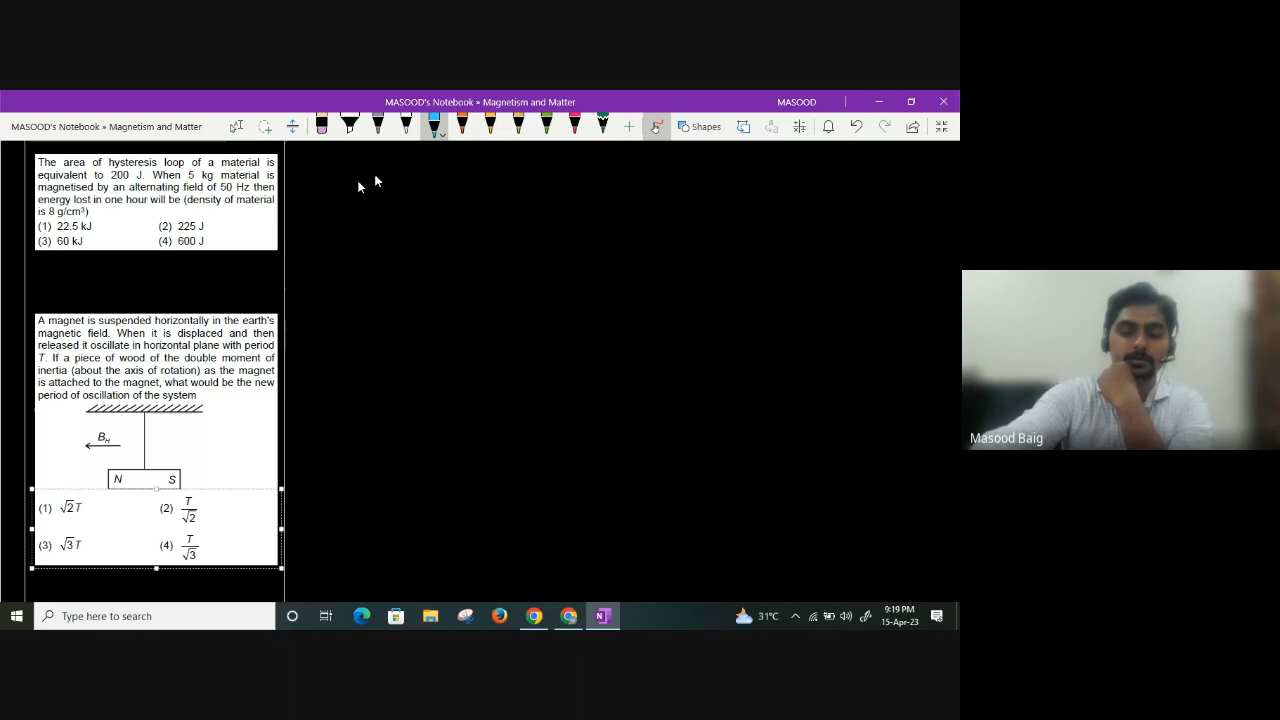 MASOOD's Notebook » Magnetism and Matter
MASOOD
MASOOD's Notebook » Magnetism and Matter
Shapes
The area of hysteresis loop of a material is
equivalent to 200 J. When 5 kg material is
magnetised by an alternating field of 50 Hz then
energy lost in one hour will be (density of material
is 8 g/cm³)
(1) 22.5 kJ (2) 225 J
(3) 60 kJ (4) 600 J
A magnet is suspended horizontally in the earth's
magnetic field. When it is displaced and then
released it oscillate in horizontal plane with period
T. If a piece of wood of the double moment of
inertia (about the axis of rotation) as the magnet
is attached to the magnet, what would be the new
period of oscillation of the system
B_H
N S
(1) √2T (2) T/√2
(3) √3T (4) T/√3
Masood Baig
Type here to search
N
31°C
9:19 PM
15-Apr-23